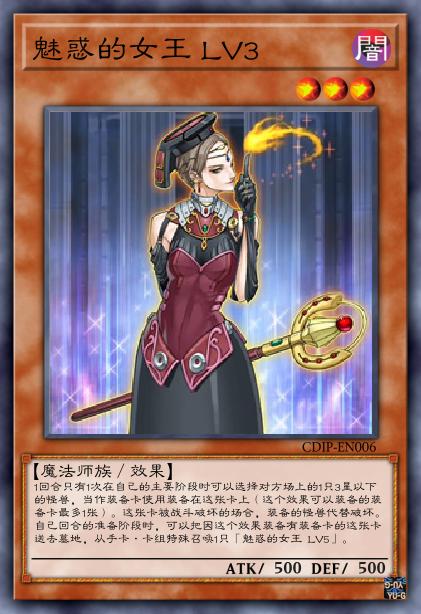 魅惑的女王 LV3
闇
CDIP-EN006
【魔法师族／效果】
1回合只有1次在自己的主要阶段时可以选择对方场上的1只3星以下
的怪兽，当作装备卡使用装备在这张卡上（这个效果可以装备的装
备卡最多1张）。这张卡被战斗破坏的场合，装备的怪兽代替破坏。
自己回合的准备阶段时，可以把因这个效果装备有装备卡的这张卡
送去墓地，从手卡·卡组特殊召唤1只「魅惑的女王 LV5」。
ATK/ 500 DEF/ 500